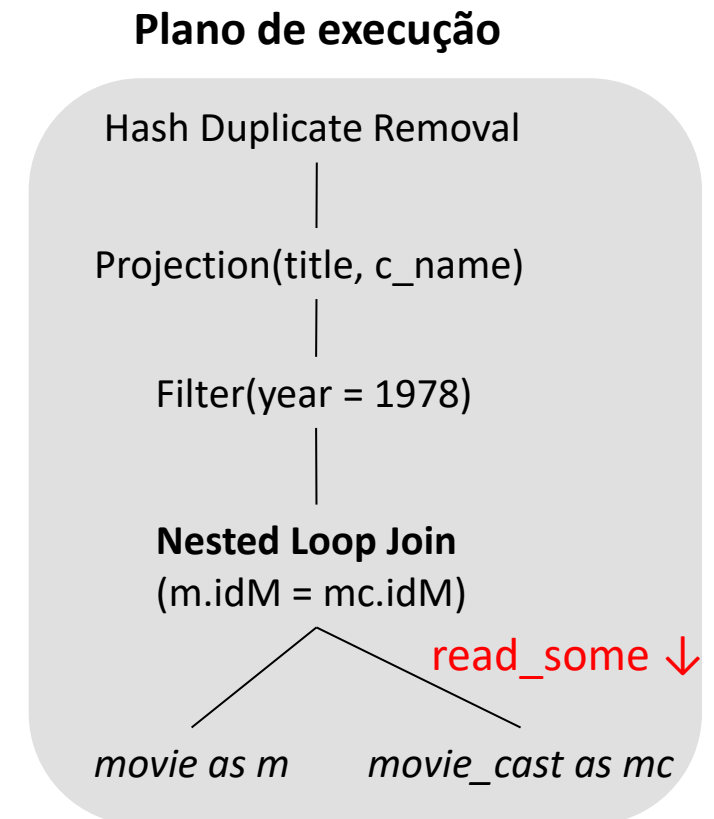 Plano de execução
Hash Duplicate Removal
Projection(title, c_name)
Filter(year = 1978)
Nested Loop Join
(m.idM = mc.idM)
read_some ↓
movie as m movie_cast as mc